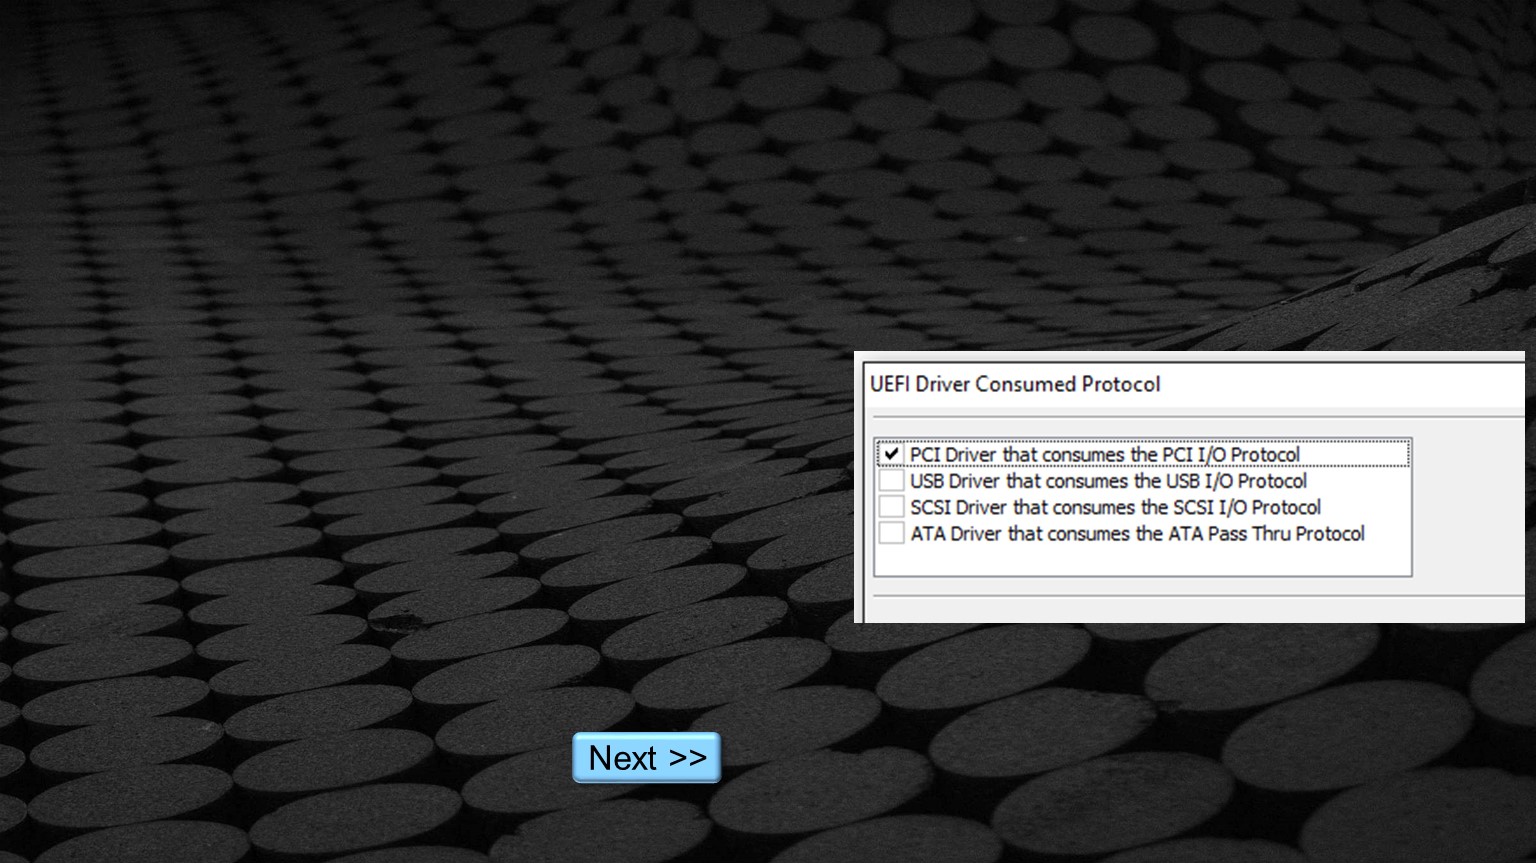 UEFI Driver Consumed Protocol
PCI Driver that consumes the PCI I/O Protocol
USB Driver that consumes the USB I/O Protocol
SCSI Driver that consumes the SCSI I/O Protocol
ATA Driver that consumes the ATA Pass Thru Protocol
Next >>